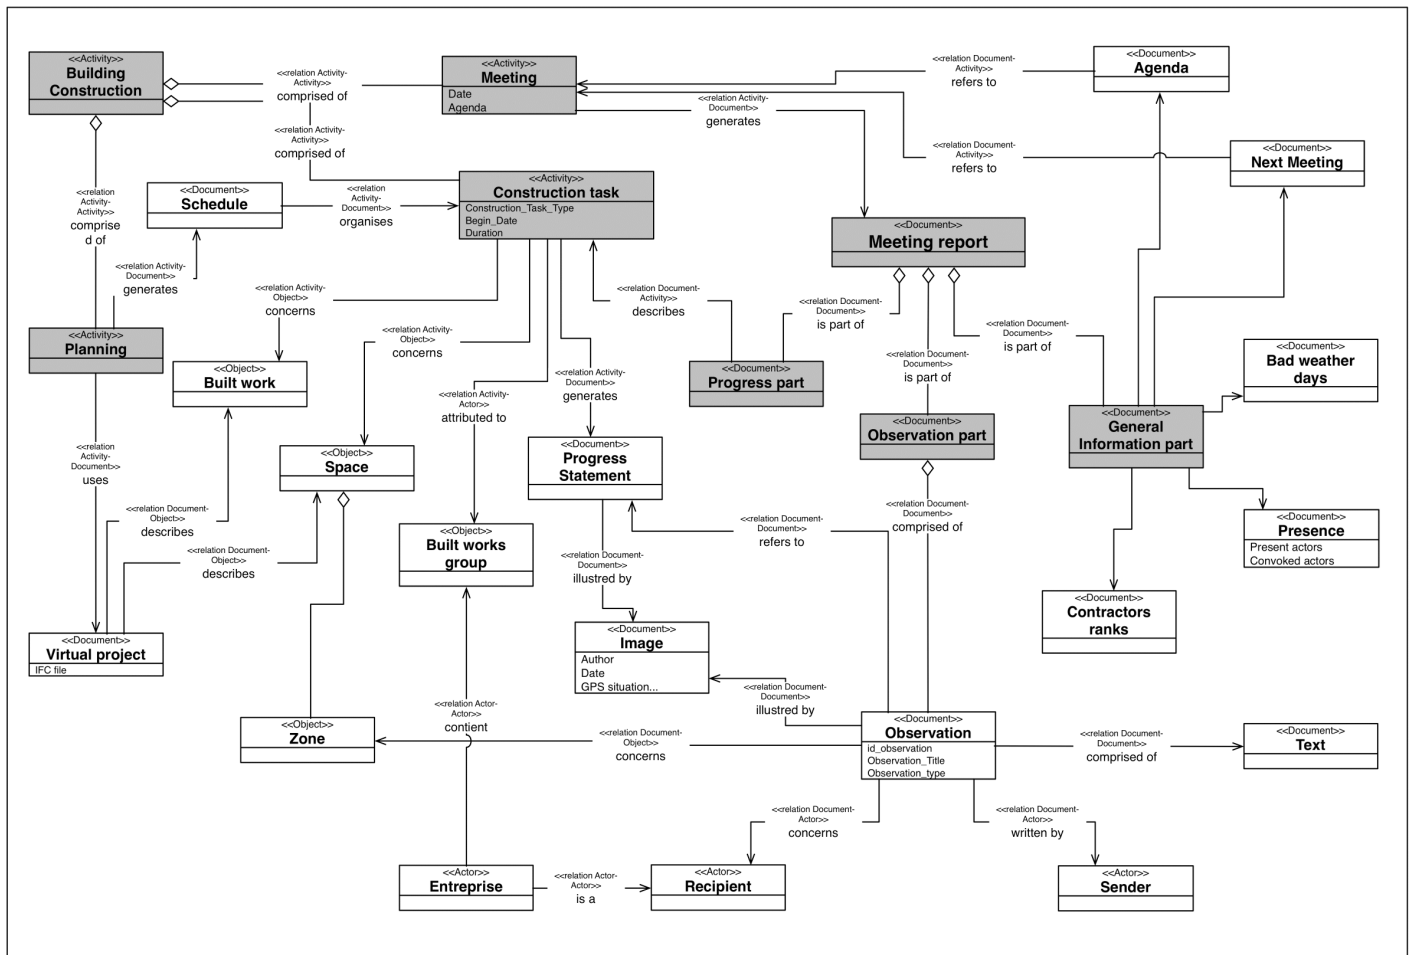 <<Activity>>
Building
Construction
<<relation Activity-
Activity>>
comprised of
<<Activity>>
Meeting
Date
Agenda
<<relation Document-
Activity>>
refers to
<<Document>>
Agenda
<<relation Activity-
Document>>
generates
<<relation Activity-
Activity>>
comprised of
<<relation Document-
Activity>>
refers to
<<Document>>
Next Meeting
<<relation
Activity-
Activity>>
comprise
d of
<<Document>>
Schedule
<<relation
Activity-
Document>>
organises
<<Activity>>
Construction task
Construction_Task_Type
Begin_Date
Duration
<<Document>>
Meeting report
<<relation Activity-
Document>>
generates
<<relation Activity-
Object>>
concerns
<<relation Document-
Activity>>
describes
<<relation Document-
Document>>
is part of
<<relation Document-
Document>>
is part of
<<Activity>>
Planning
<<relation Activity-
Object>>
concerns
<<Object>>
Built work
<<relation Activity-
Document>>
generates
<<relation Activity-
Actor>>
attributed to
<<Document>>
Progress part
<<relation Document-
Document>>
is part of
<<Document>>
Bad weather
days
<<Document>>
Observation part
<<Document>>
General
Information part
<<relation
Activity-
Document>>
uses
<<Object>>
Space
<<Document>>
Progress
Statement
<<relation Document-
Object>>
describes
<<relation Document-
Object>>
describes
<<Object>>
Built works
group
<<relation Document-
Document>>
refers to
<<relation Document-
Document>>
comprised of
<<Document>>
Presence
Present actors
Convoked actors
<<relation Document-
Document>>
illustred by
<<Document>>
Contractors
ranks
<<Document>>
Virtual project
IFC file
<<Document>>
Image
Author
Date
GPS situation...
<<relation Document-
Document>>
illustred by
<<Object>>
Zone
<<relation Actor-
Actor>>
contient
<<relation Document-
Object>>
concerns
<<Document>>
Observation
id_observation
Observation_Title
Observation_type
<<relation Document-
Document>>
comprised of
<<Document>>
Text
<<relation Document-
Actor>>
concerns
<<relation Document-
Actor>>
written by
<<Actor>>
Entreprise
<<relation Actor-
Actor>>
is a
<<Actor>>
Recipient
<<Actor>>
Sender